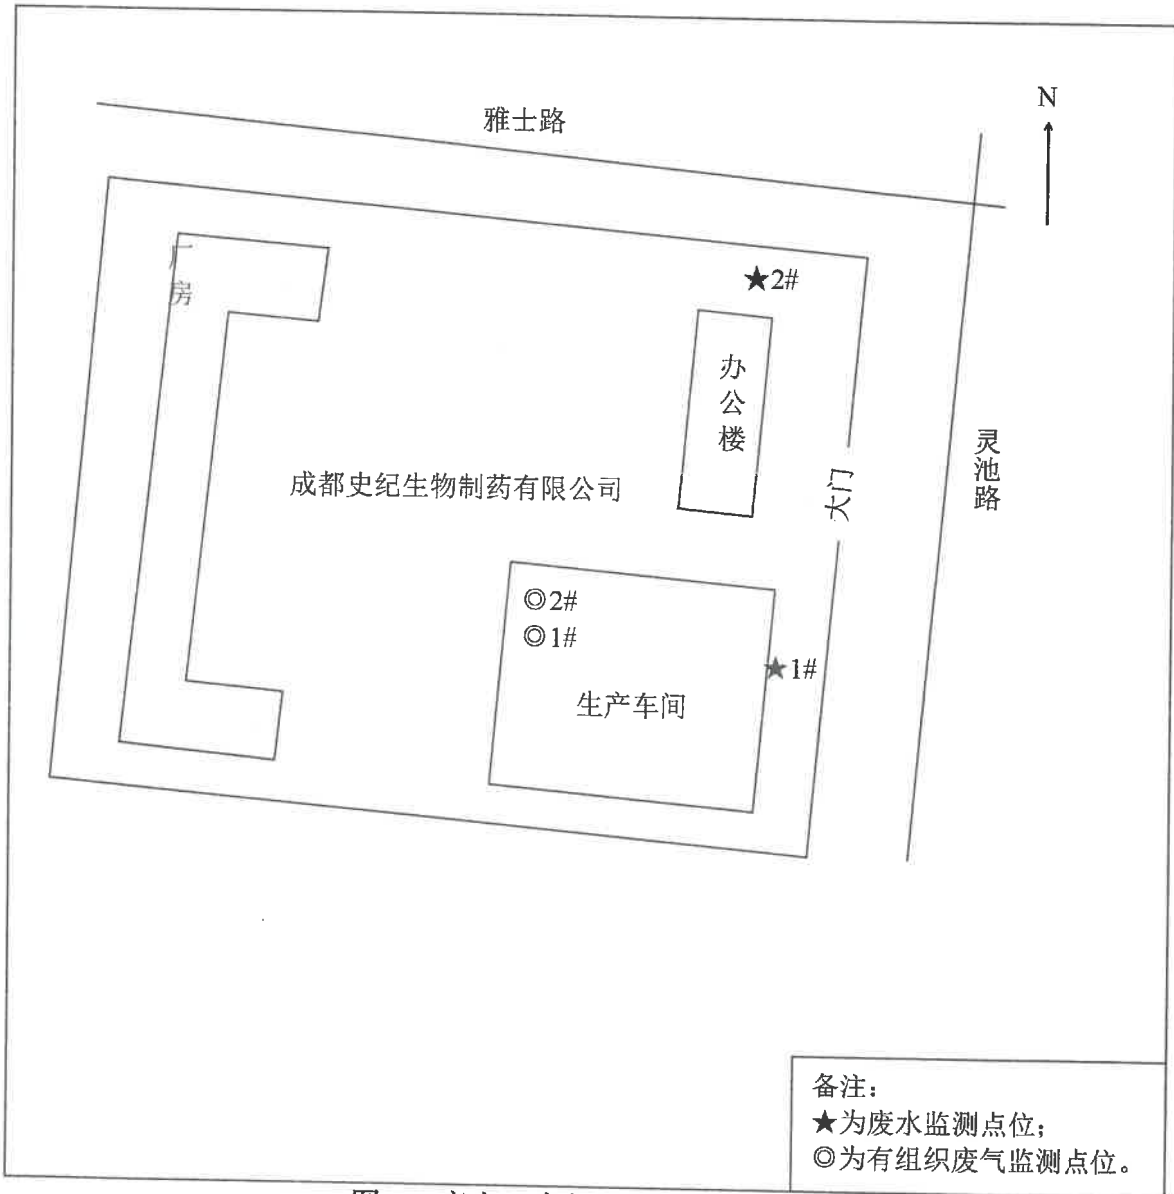 雅士路
N
厂房
★2#
办公楼
灵池路
成都史纪生物制药有限公司
大门
◎2#
◎1#
★1#
生产车间
备注：
★为废水监测点位；
◎为有组织废气监测点位。